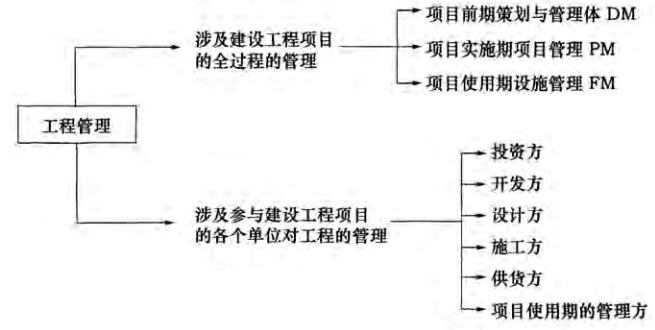 工程管理
涉及建设工程项目
的全过程的管理
项目前期策划与管理体 DM
项目实施期项目管理 PM
项目使用期设施管理 FM
涉及参与建设工程项目
的各个单位对工程的管理
投资方
开发方
设计方
施工方
供货方
项目使用期的管理方